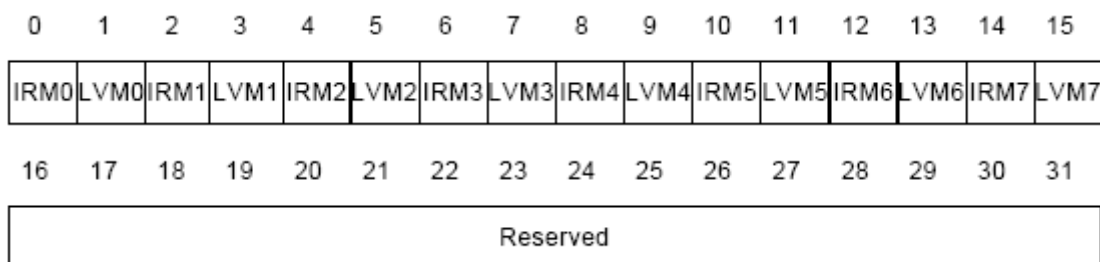 0 1 2 3 4 5 6 7 8 9 10 11 12 13 14 15
IRM0 LVM0 IRM1 LVM1 IRM2 LVM2 IRM3 LVM3 IRM4 LVM4 IRM5 LVM5 IRM6 LVM6 IRM7 LVM7
16 17 18 19 20 21 22 23 24 25 26 27 28 29 30 31
Reserved